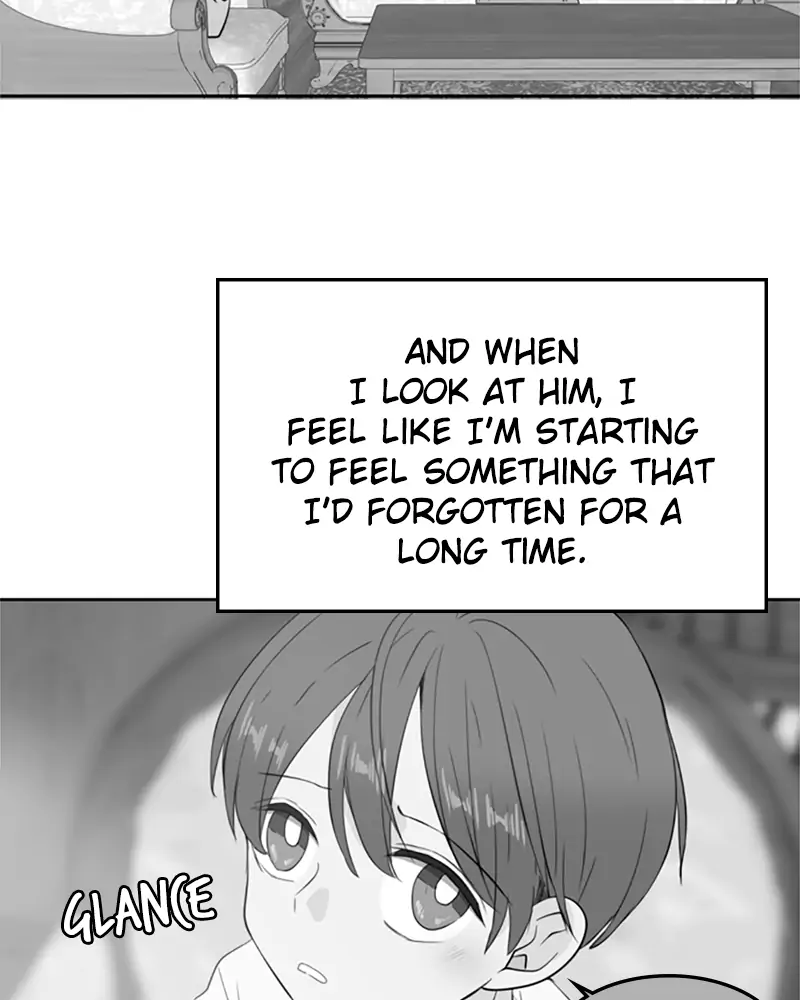 AND WHEN
I LOOK AT HIM, I
FEEL LIKE I'M STARTING
TO FEEL SOMETHING THAT
I'D FORGOTTEN FOR A
LONG TIME.
GLANCE